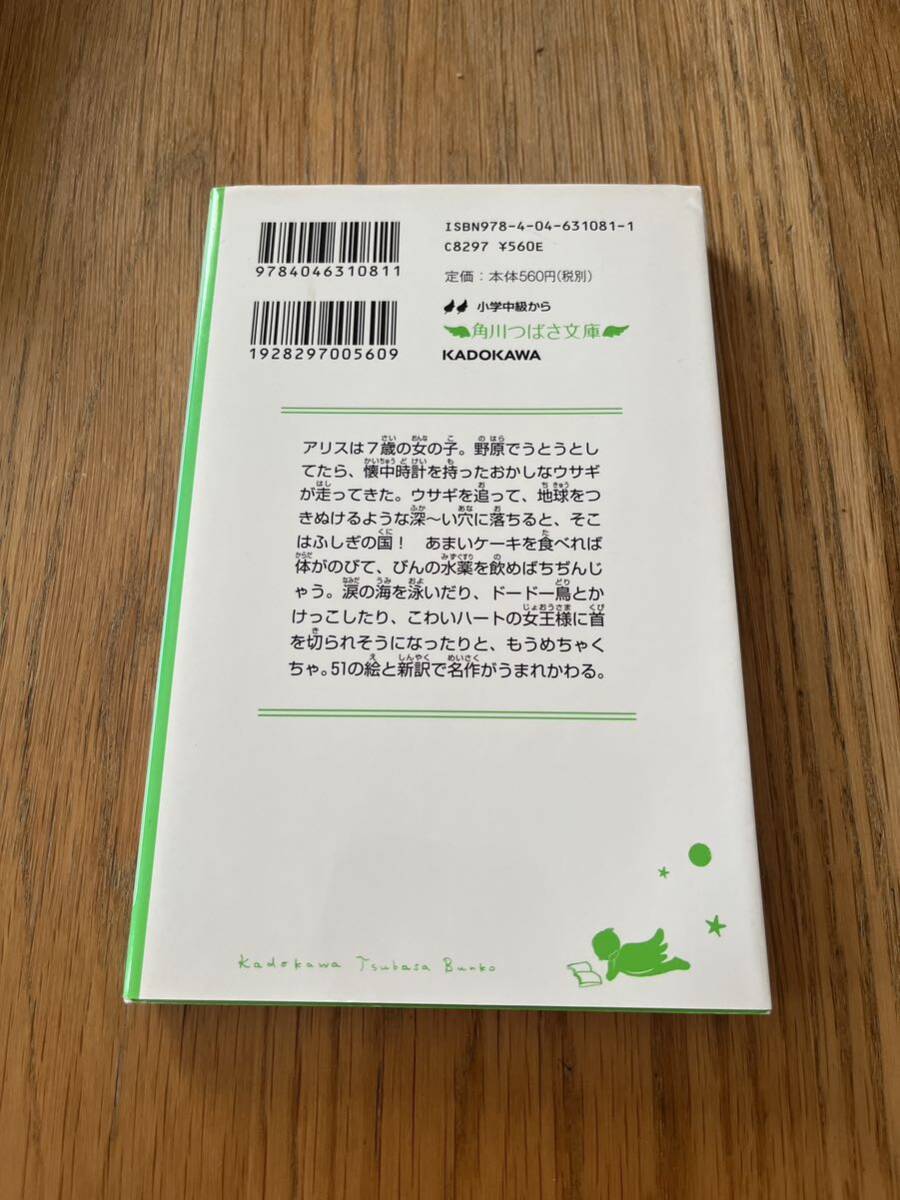 9784046310811
ISBN978-4-04-631081-1
C8297 ¥560E
定価：本体560円(税別)
1928297005609
小学中級から
角川つばさ文庫
KADOKAWA
アリスは７歳の女の子。野原でうとうとし
てたら、懐中時計を持ったおかしなウサギ
が走ってきた。ウサギを追って、地球をつ
きぬけるような深〜い穴に落ちると、そこ
はふしぎの国！　あまいケーキを食べれば
体がのびて、びんの水薬を飲めばちぢんじ
ゃう。涙の海を泳いだり、ドードー鳥とか
けっこしたり、こわいハートの女王様に首
を切られそうになったりと、もうめちゃく
ちゃ。51の絵と新訳で名作がうまれかわる。
Kadokawa Tsubasa Bunko